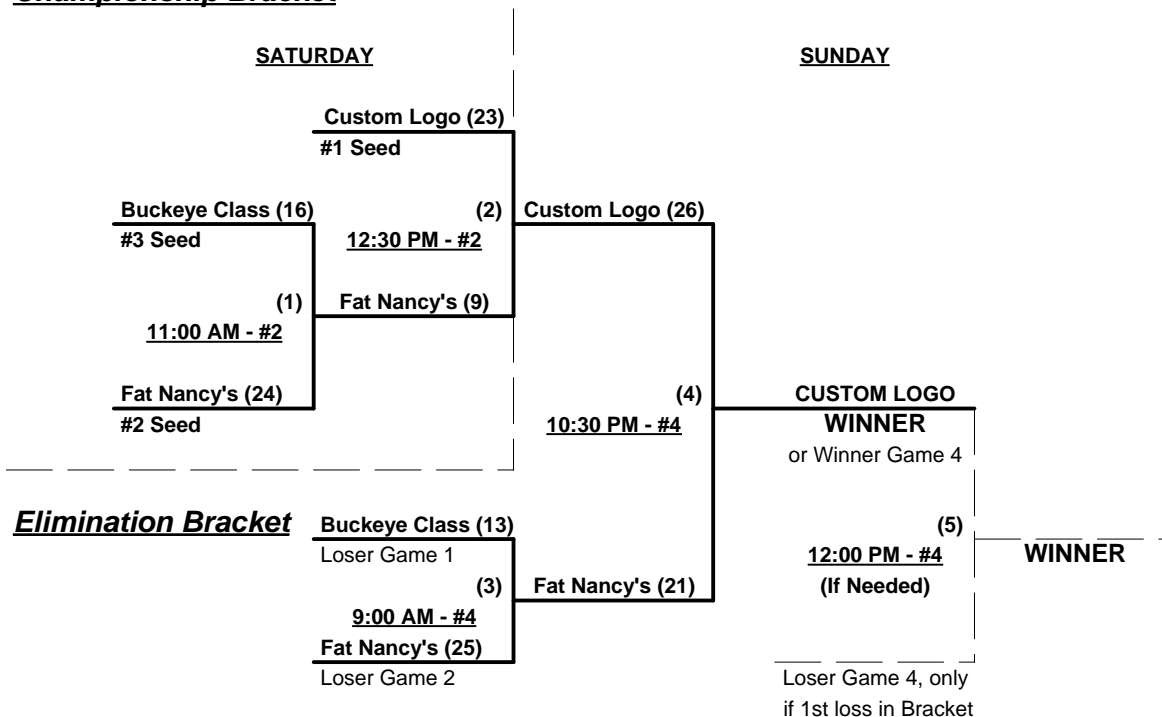 Championship Bracket
SATURDAY
SUNDAY
Custom Logo (23)
#1 Seed
Buckeye Class (16)
(2)
Custom Logo (26)
#3 Seed
12:30 PM - #2
(1)
Fat Nancy's (9)
11:00 AM - #2
Fat Nancy's (24)
(4)
CUSTOM LOGO
#2 Seed
10:30 PM - #4
WINNER
or Winner Game 4
Elimination Bracket
Buckeye Class (13)
(5)
Loser Game 1
12:00 PM - #4
WINNER
(3)
Fat Nancy's (21)
(If Needed)
9:00 AM - #4
Fat Nancy's (25)
Loser Game 2
Loser Game 4, only
if 1st loss in Bracket